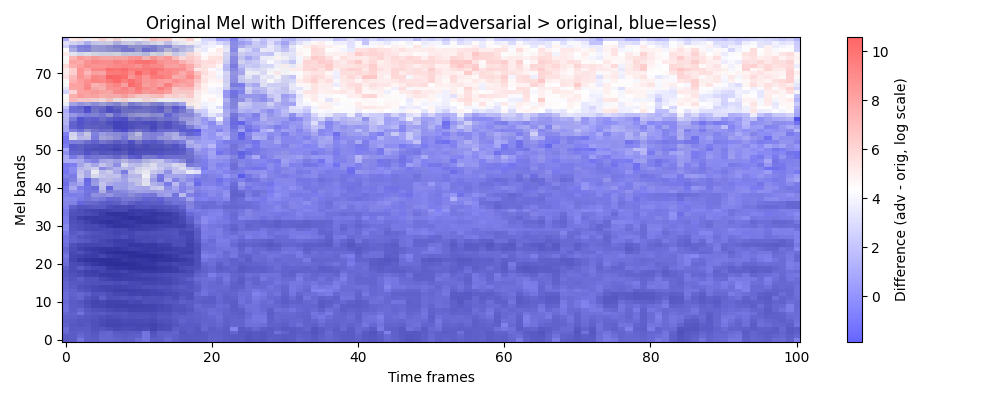 Original Mel with Differences (red=adversarial > original, blue=less)
Mel bands
70
60
50
40
30
20
10
0
0 20 40 60 80 100
Time frames
10
8
6
4
2
0
Difference (adv - orig, log scale)